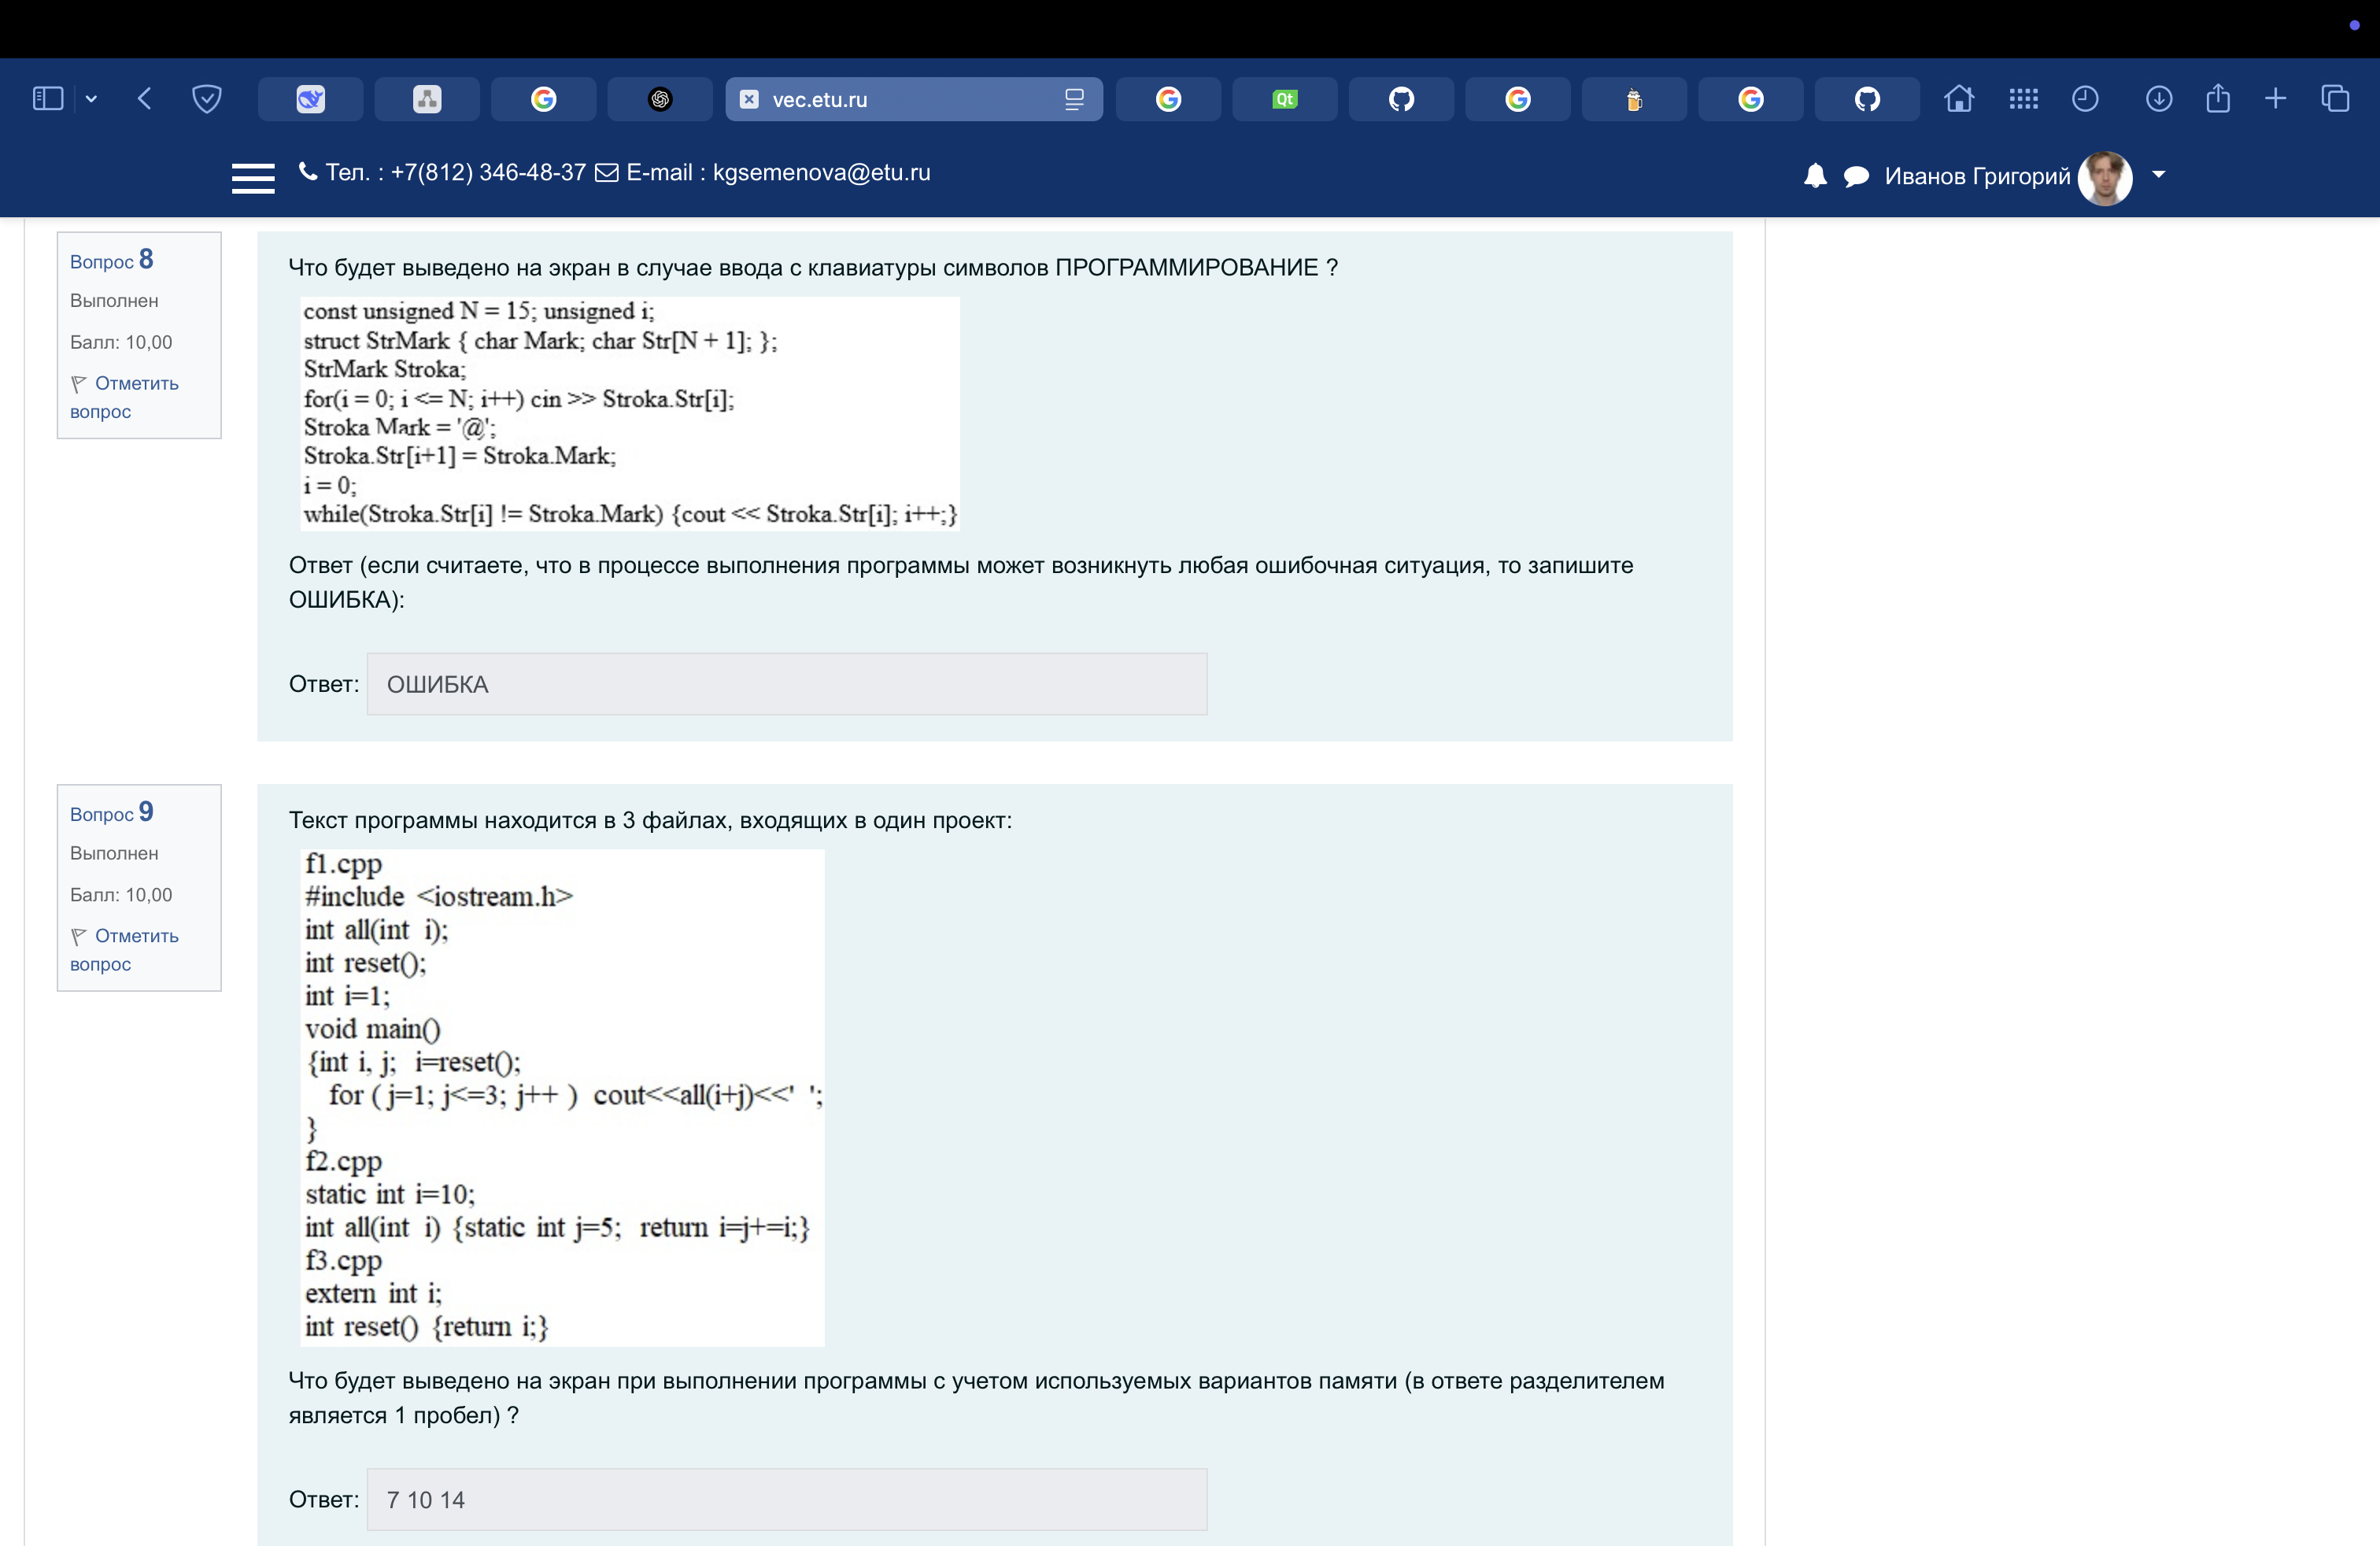 vec.etu.ru
Qt
Тел. : +7(812) 346-48-37 E-mail : kgsemenova@etu.ru
Иванов Григорий
Вопрос 8
Выполнен
Балл: 10,00
Отметить
вопрос
Что будет выведено на экран в случае ввода с клавиатуры символов ПРОГРАММИРОВАНИЕ ?
const unsigned N = 15; unsigned i;
struct StrMark { char Mark; char Str[N + 1]; };
StrMark Stroka;
for(i = 0; i <= N; i++) cin >> Stroka.Str[i];
Stroka Mark = '@';
Stroka.Str[i+1] = Stroka.Mark;
i = 0;
while(Stroka.Str[i] != Stroka.Mark) {cout << Stroka.Str[i]; i++;}
Ответ (если считаете, что в процессе выполнения программы может возникнуть любая ошибочная ситуация, то запишите
ОШИБКА):
Ответ: ОШИБКА
Вопрос 9
Выполнен
Балл: 10,00
Отметить
вопрос
Текст программы находится в 3 файлах, входящих в один проект:
f1.cpp
#include <iostream.h>
int all(int i);
int reset();
int i=1;
void main()
{int i, j; i=reset();
for ( j=1; j<=3; j++ ) cout<<all(i+j)<<' ';
}
f2.cpp
static int i=10;
int all(int i) {static int j=5; return i=j+=i;}
f3.cpp
extern int i;
int reset() {return i;}
Что будет выведено на экран при выполнении программы с учетом используемых вариантов памяти (в ответе разделителем
является 1 пробел) ?
Ответ: 7 10 14